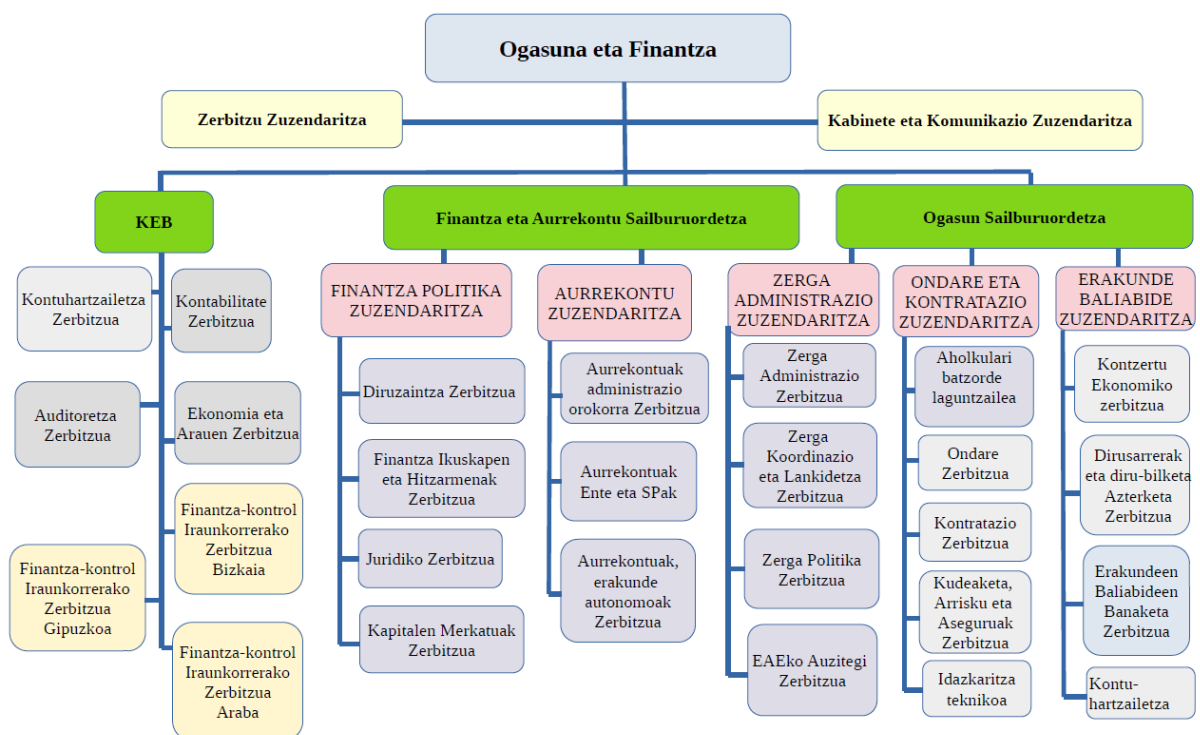 Ogasuna eta Finantza
Zerbitzu Zuzendaritza
Kabinete eta Komunikazio Zuzendaritza
KEB
Finantza eta Aurrekontu Sailburuordetza
Ogasun Sailburuordetza
Kontuhartzailetza
Zerbitzua
Kontabilitate
Zerbitzua
Auditoretza
Zerbitzua
Ekonomia eta
Arauen Zerbitzua
Finantza-kontrol
Iraunkorrerako
Zerbitzua
Bizkaia
Finantza-kontrol
Iraunkorrerako
Zerbitzua
Gipuzkoa
Finantza-kontrol
Iraunkorrerako
Zerbitzua
Araba
FINANTZA POLITIKA
ZUZENDARITZA
Diruzaintza Zerbitzua
Finantza Ikuskapen
eta Hitzarmenak
Zerbitzua
Juridiko Zerbitzua
Kapitalen Merkatuak
Zerbitzua
AURREKONTU
ZUZENDARITZA
Aurrekontuak
administrazio
orokorra Zerbitzua
Aurrekontuak
Ente eta SPak
Aurrekontuak,
erakunde
autonomoak
Zerbitzua
ZERGA
ADMINISTRAZIO
ZUZENDARITZA
Zerga
Administrazio
Zerbitzua
Zerga
Koordinazio
eta Lankidetza
Zerbitzua
Zerga Politika
Zerbitzua
EAEko Auzitegi
Zerbitzua
ONDARE ETA
KONTRATAZIO
ZUZENDARITZA
Aholkulari
batzorde
laguntzailea
Ondare
Zerbitzua
Kontratazio
Zerbitzua
Kudeaketa,
Arrisku eta
Aseguruak
Zerbitzua
Idazkaritza
teknikoa
ERAKUNDE
BALIABIDE
ZUZENDARITZA
Kontzertu
Ekonomiko
zerbitzua
Dirusarrerak
eta diru-bilketa
Azterketa
Zerbitzua
Erakundeen
Baliabideen
Banaketa
Zerbitzua
Kontu-
hartzailetza